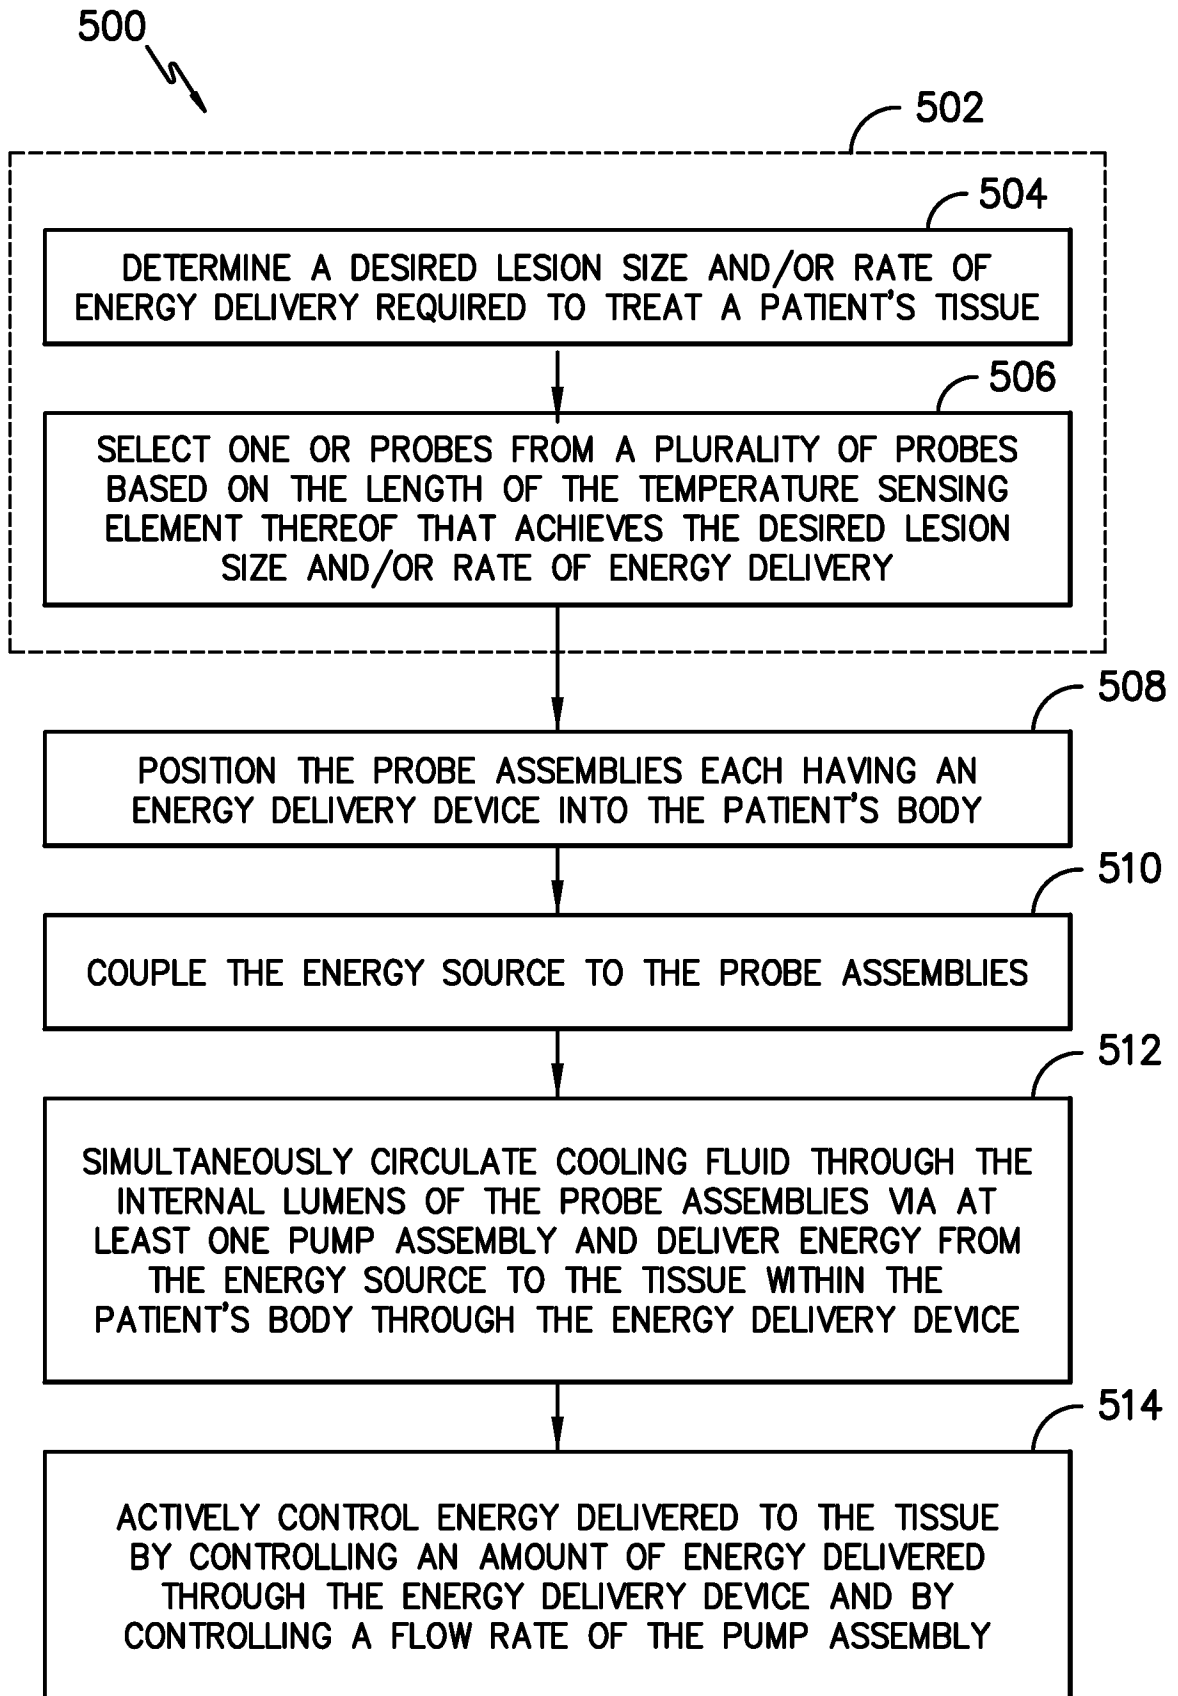 500
502
504
DETERMINE A DESIRED LESION SIZE AND/OR RATE OF
ENERGY DELIVERY REQUIRED TO TREAT A PATIENT'S TISSUE
506
SELECT ONE OR PROBES FROM A PLURALITY OF PROBES
BASED ON THE LENGTH OF THE TEMPERATURE SENSING
ELEMENT THEREOF THAT ACHIEVES THE DESIRED LESION
SIZE AND/OR RATE OF ENERGY DELIVERY
508
POSITION THE PROBE ASSEMBLIES EACH HAVING AN
ENERGY DELIVERY DEVICE INTO THE PATIENT'S BODY
510
COUPLE THE ENERGY SOURCE TO THE PROBE ASSEMBLIES
512
SIMULTANEOUSLY CIRCULATE COOLING FLUID THROUGH THE
INTERNAL LUMENS OF THE PROBE ASSEMBLIES VIA AT
LEAST ONE PUMP ASSEMBLY AND DELIVER ENERGY FROM
THE ENERGY SOURCE TO THE TISSUE WITHIN THE
PATIENT'S BODY THROUGH THE ENERGY DELIVERY DEVICE
514
ACTIVELY CONTROL ENERGY DELIVERED TO THE TISSUE
BY CONTROLLING AN AMOUNT OF ENERGY DELIVERED
THROUGH THE ENERGY DELIVERY DEVICE AND BY
CONTROLLING A FLOW RATE OF THE PUMP ASSEMBLY